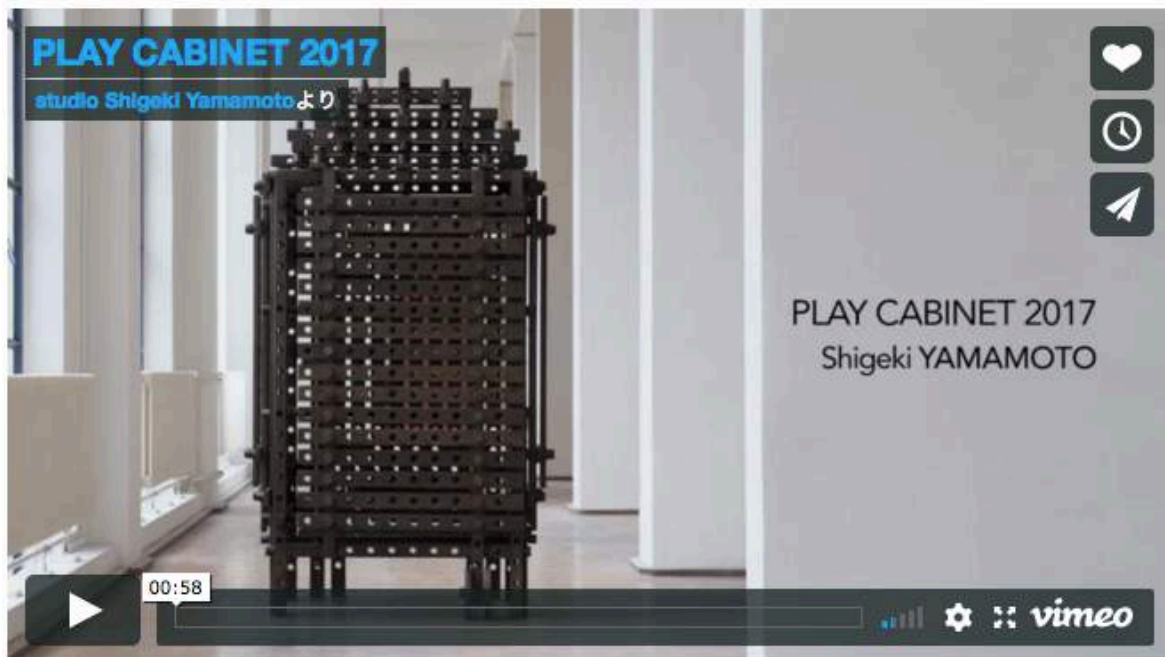 PLAY CABINET 2017
studio Shigeki Yamamotoより
PLAY CABINET 2017
Shigeki YAMAMOTO
00:58
vimeo